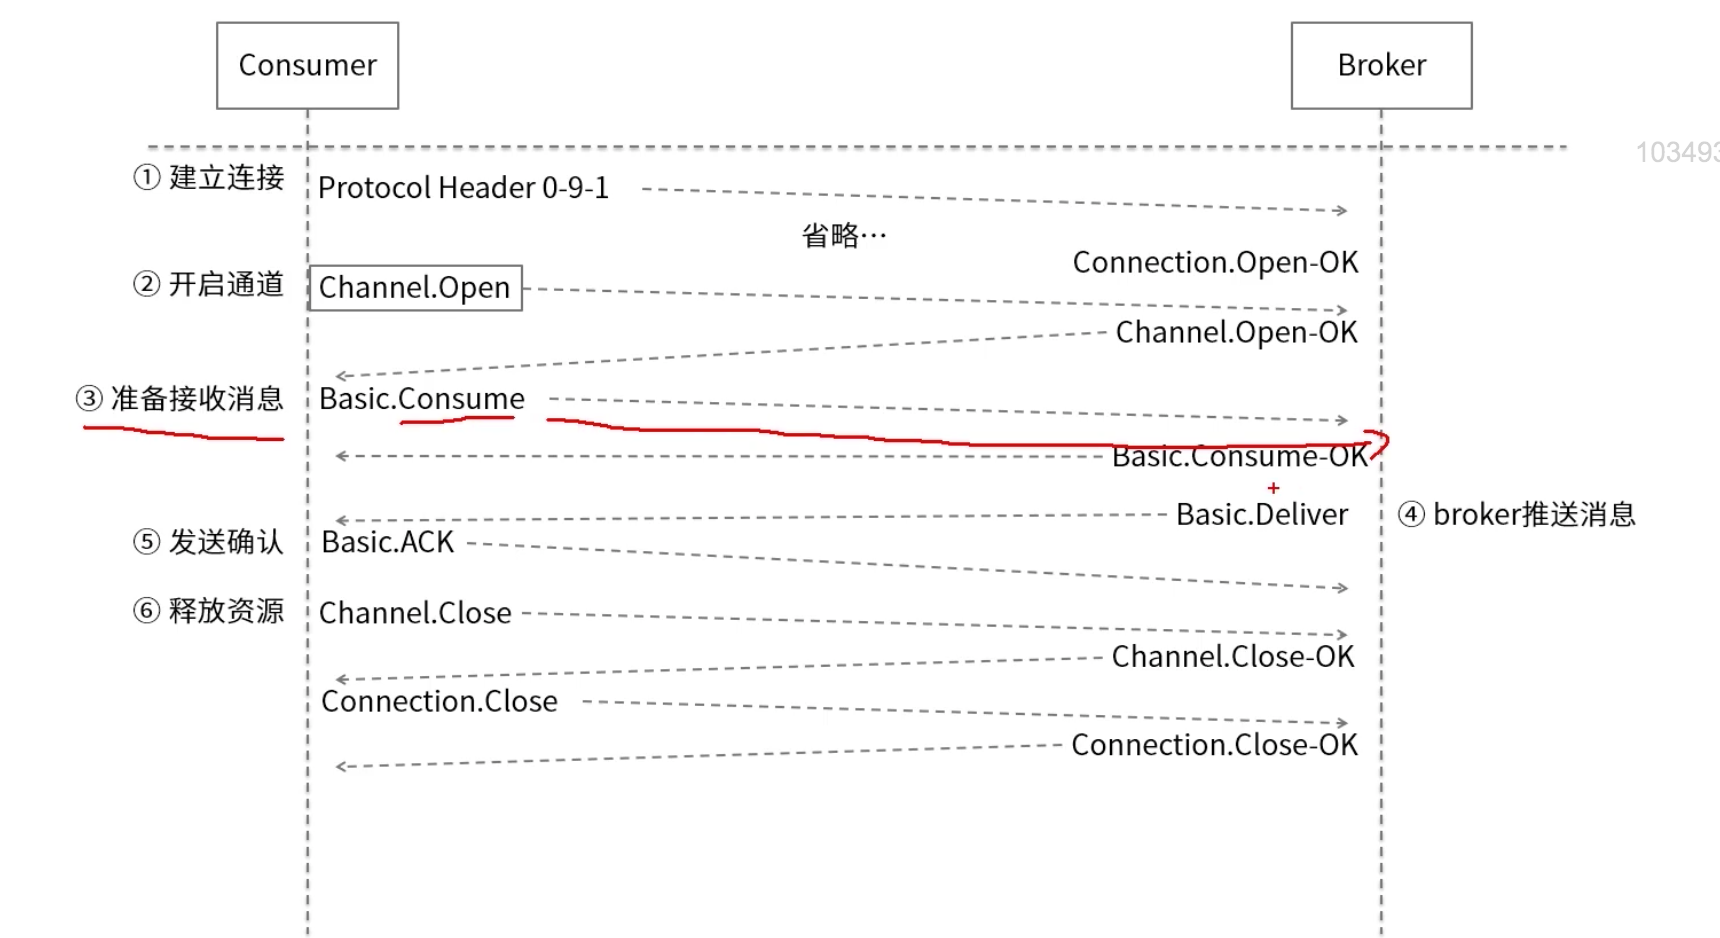 Consumer
Broker
103493
① 建立连接
Protocol Header 0-9-1
省略…
Connection.Open-OK
② 开启通道
Channel.Open
Channel.Open-OK
③ 准备接收消息
Basic.Consume
Basic.Consume-OK
Basic.Deliver
④ broker推送消息
⑤ 发送确认
Basic.ACK
⑥ 释放资源
Channel.Close
Channel.Close-OK
Connection.Close
Connection.Close-OK